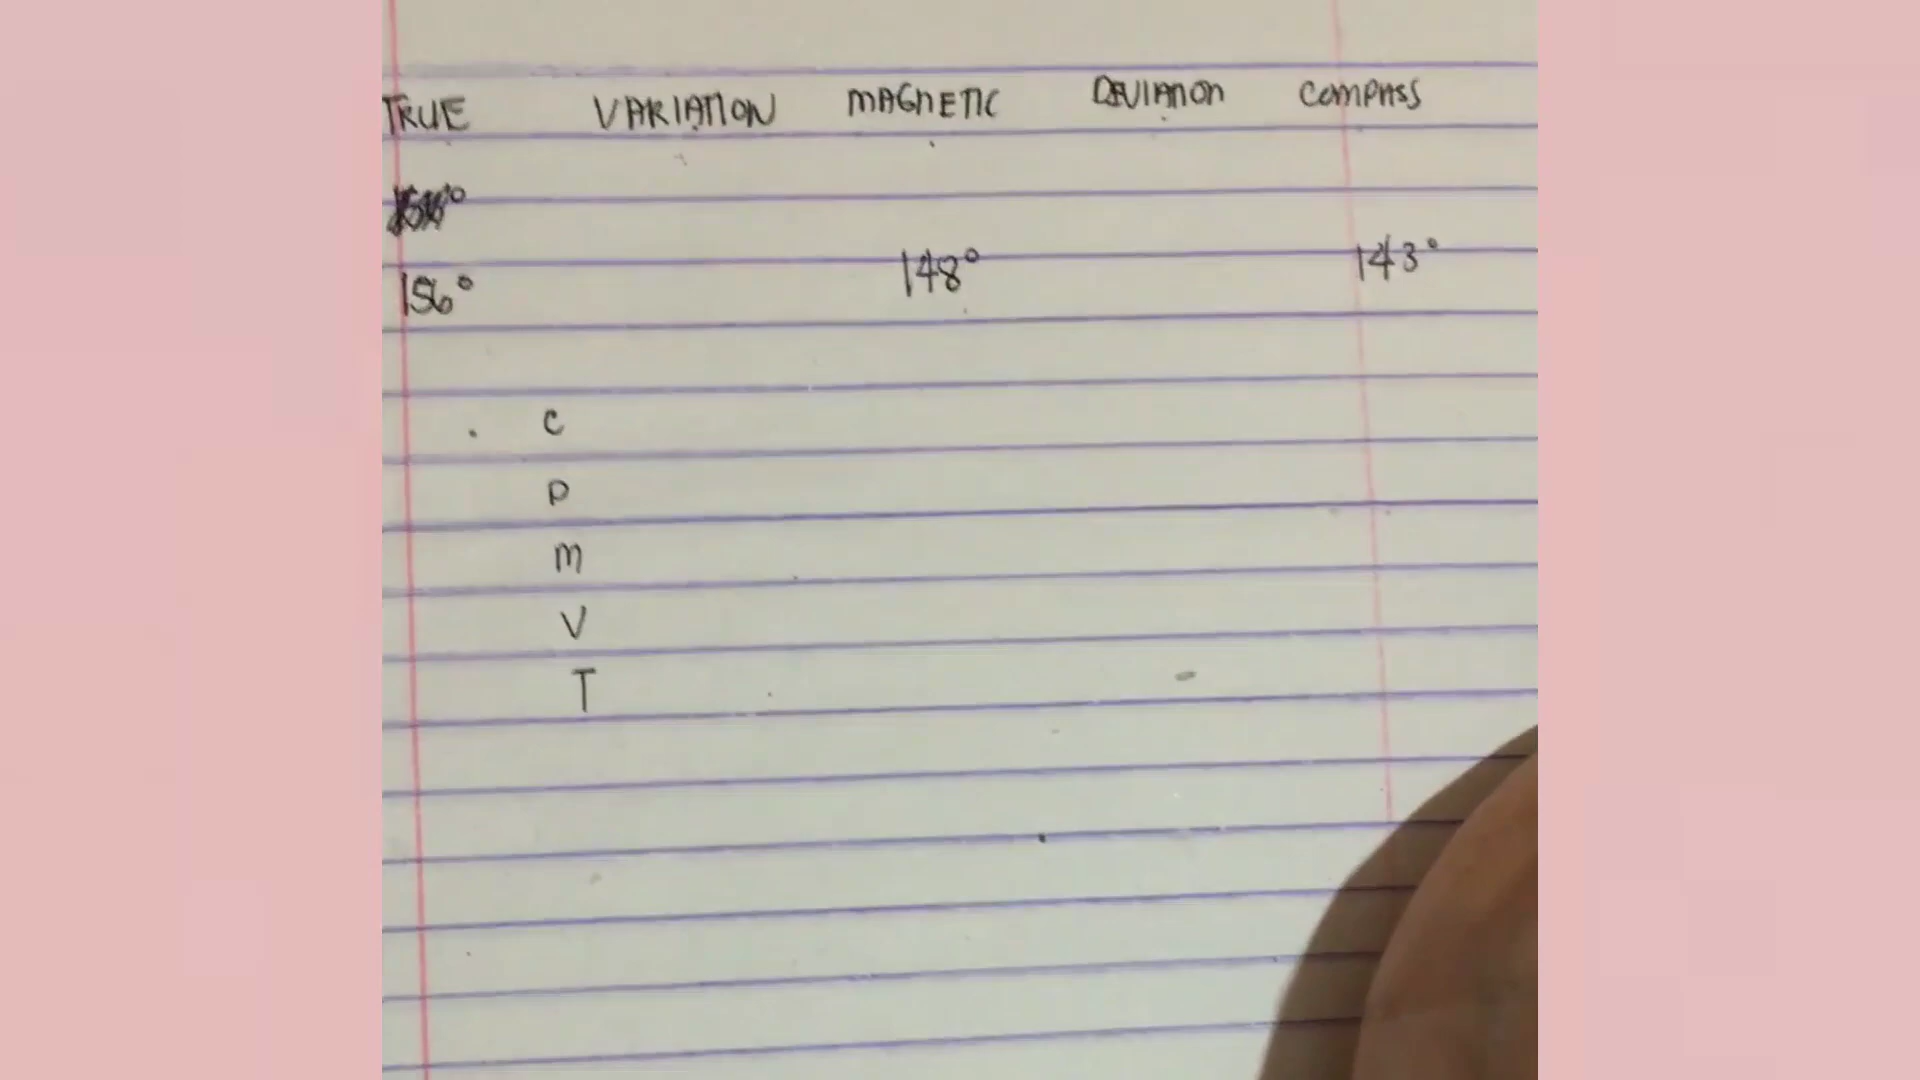 TRUE VARIATION MAGNETIC DEVIATION COMPASS
156° 148° 143°
C
D
M
V
T